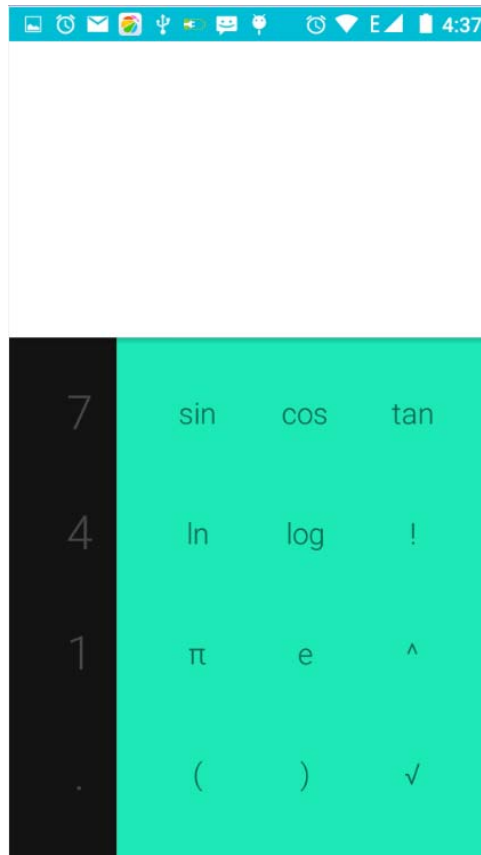 E 4:37
7 sin cos tan
4 ln log !
1 π e ^
. ( ) √